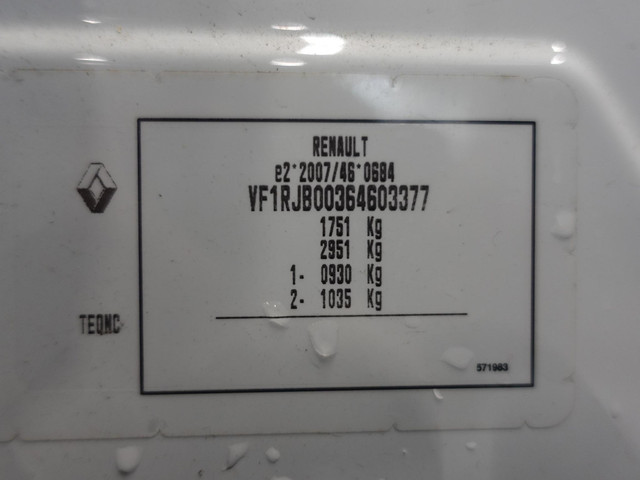 RENAULT
e2*2007/46*0684
VF1RJB00364603377
1751 Kg
2951 Kg
1- 0930 Kg
2- 1035 Kg
TEQNC
571983